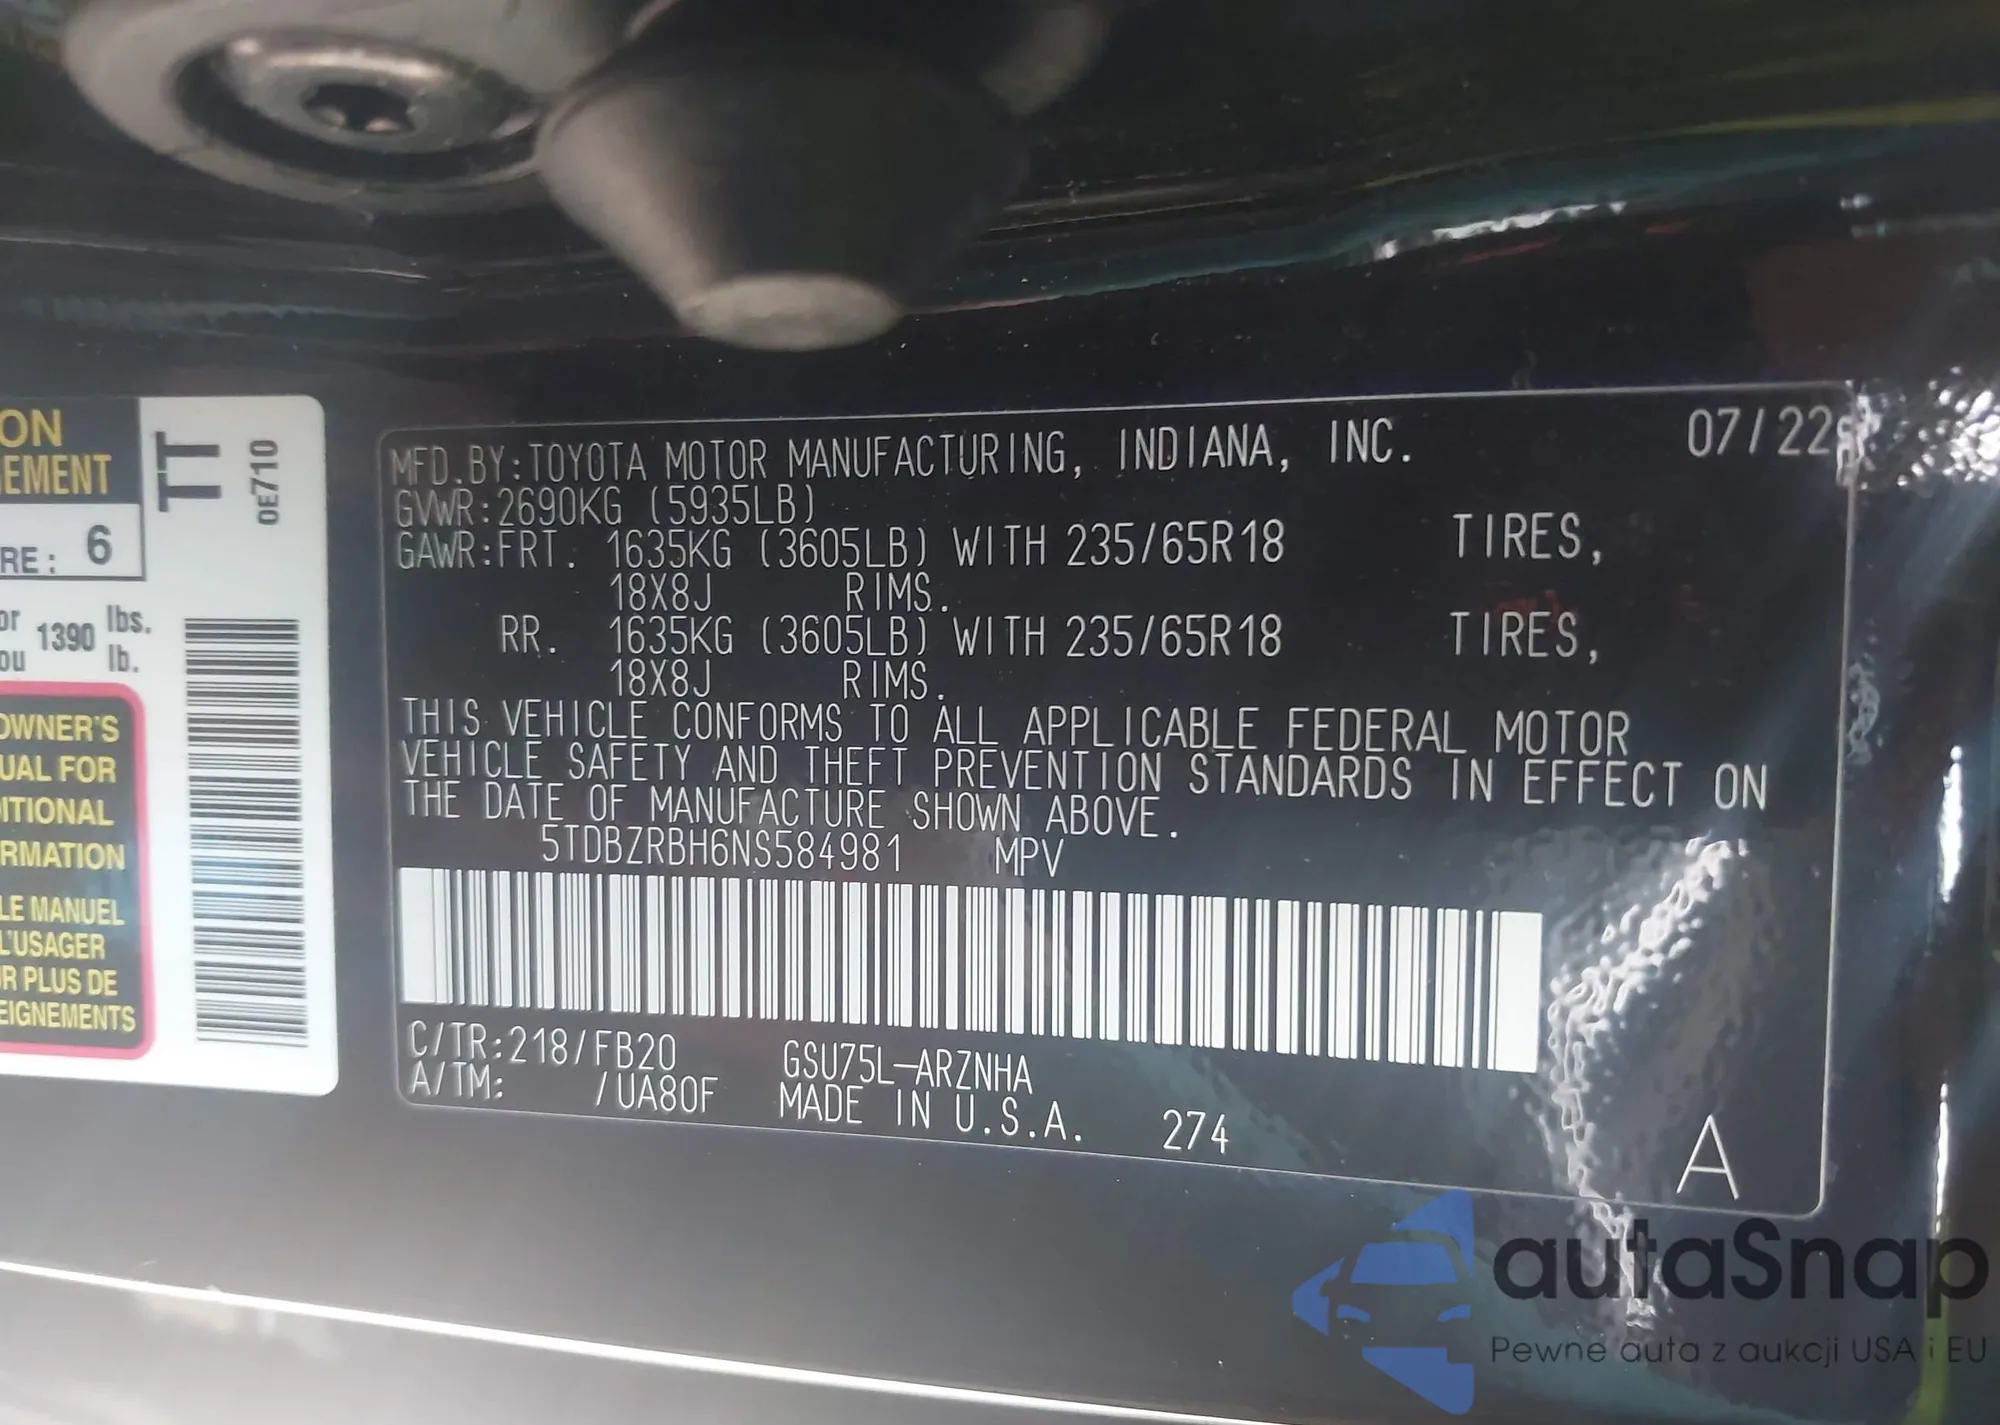 ON
EMENT
RE: 6
or 1390 lbs.
ou lb.
OWNER'S
UAL FOR
ITIONAL
RMATION
LE MANUEL
L'USAGER
R PLUS DE
EIGNEMENTS
TT
0E710
MFD.BY:TOYOTA MOTOR MANUFACTURING, INDIANA, INC. 07/22
GVWR:2690KG (5935LB)
GAWR:FRT. 1635KG (3605LB) WITH 235/65R18 TIRES,
18X8J RIMS.
RR. 1635KG (3605LB) WITH 235/65R18 TIRES,
18X8J RIMS.
THIS VEHICLE CONFORMS TO ALL APPLICABLE FEDERAL MOTOR
VEHICLE SAFETY AND THEFT PREVENTION STANDARDS IN EFFECT ON
THE DATE OF MANUFACTURE SHOWN ABOVE.
5TDBZRBH6NS584981 MPV
C/TR:218/FB20 GSU75L-ARZNHA
A/TM: /UA80F MADE IN U.S.A. 274
A
autaSnap
Pewne auta z aukcji USA i EU